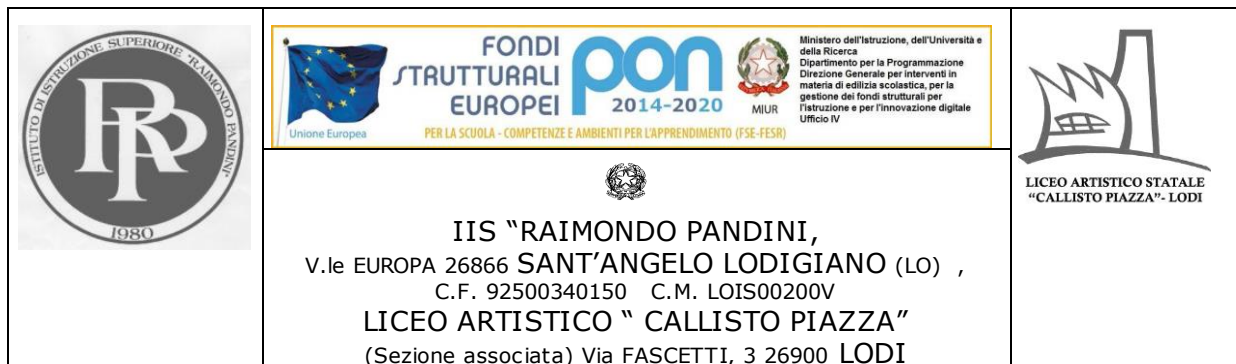 ISTITUTO DI ISTRUZIONE SUPERIORE "RAIMONDO PANDINI"
RP
1980
Unione Europea
FONDI
STRUTTURALI
EUROPEI
pon
2014-2020
MIUR
Ministero dell'Istruzione, dell'Università e
della Ricerca
Dipartimento per la Programmazione
Direzione Generale per interventi in
materia di edilizia scolastica, per la
gestione dei fondi strutturali per
l'istruzione e per l'innovazione digitale
Ufficio IV
PER LA SCUOLA - COMPETENZE E AMBIENTI PER L'APPRENDIMENTO (FSE-FESR)
IIS "RAIMONDO PANDINI,
V.le EUROPA 26866 SANT'ANGELO LODIGIANO (LO) ,
C.F. 92500340150 C.M. LOIS00200V
LICEO ARTISTICO " CALLISTO PIAZZA"
(Sezione associata) Via FASCETTI, 3 26900 LODI
LICEO ARTISTICO STATALE
"CALLISTO PIAZZA"- LODI